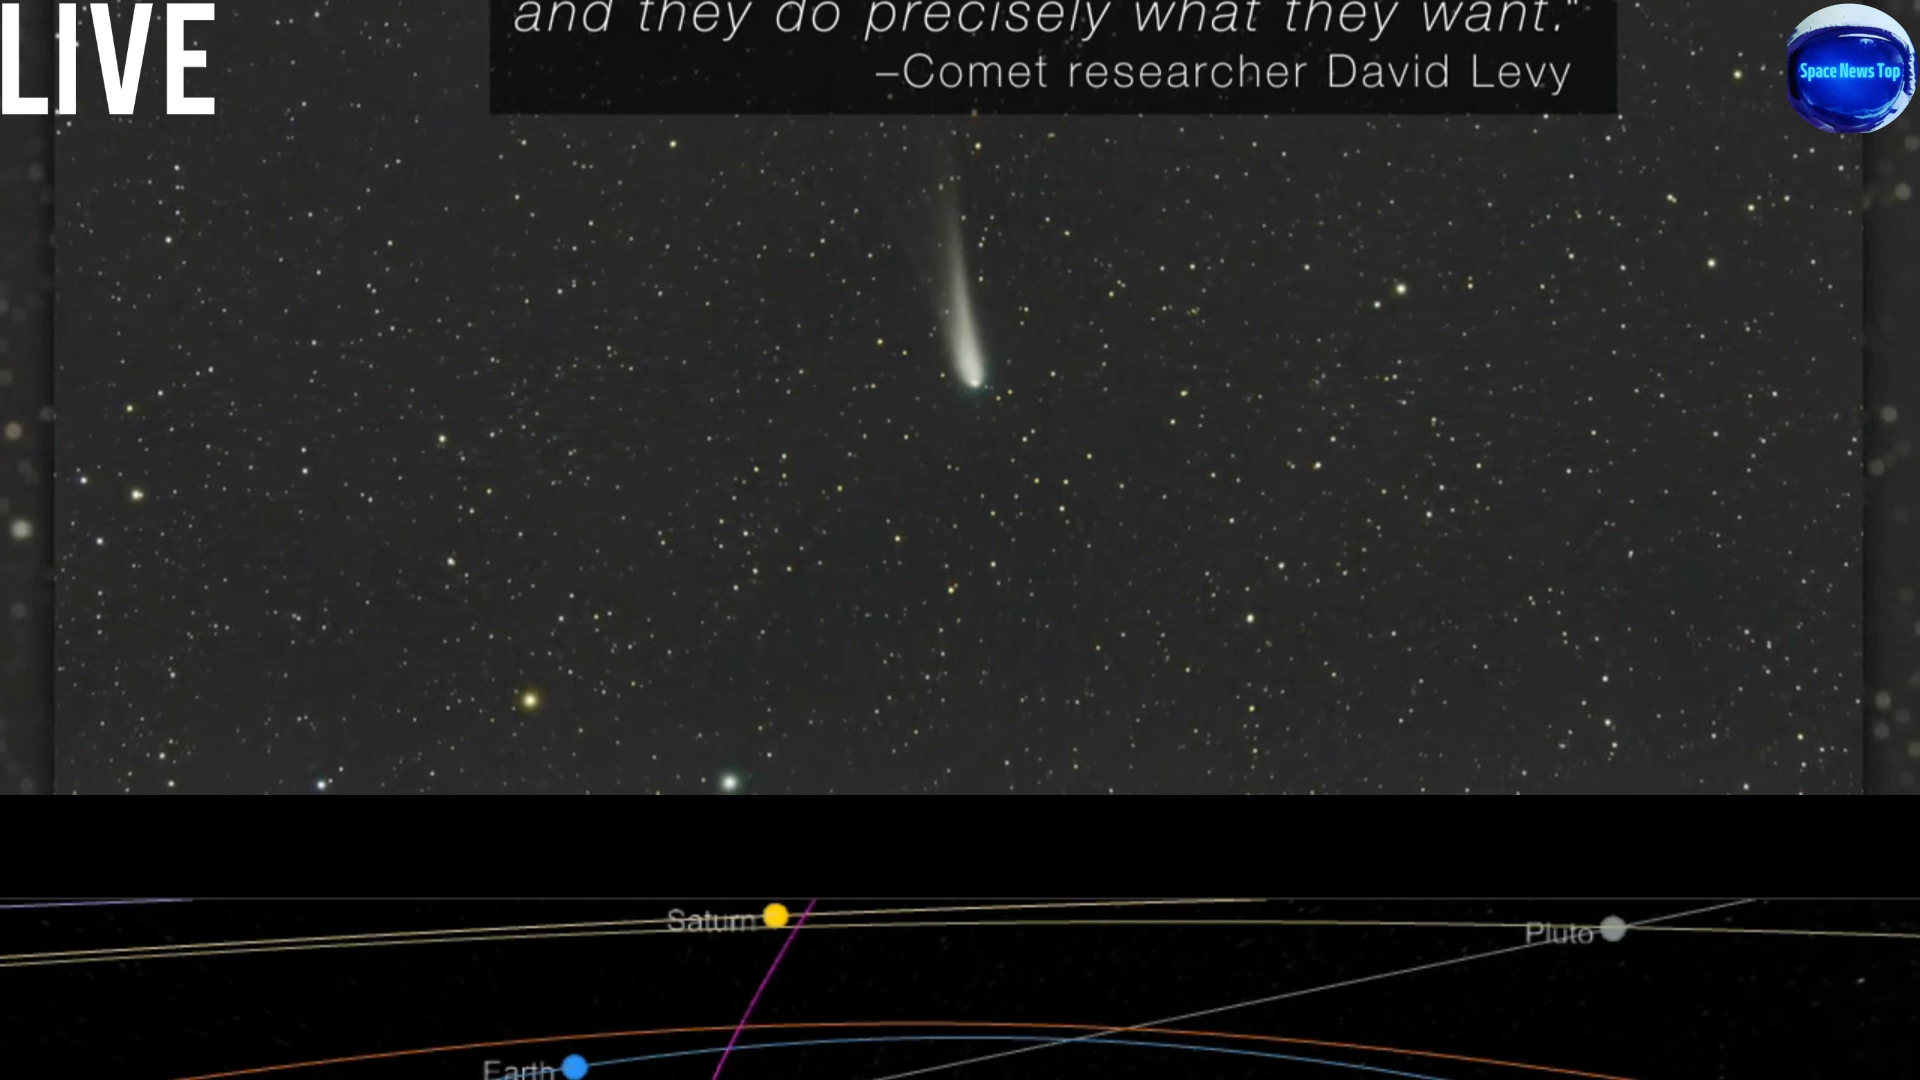 LIVE
and they do precisely what they want."
–Comet researcher David Levy
Space News Top
Saturn
Pluto
Earth